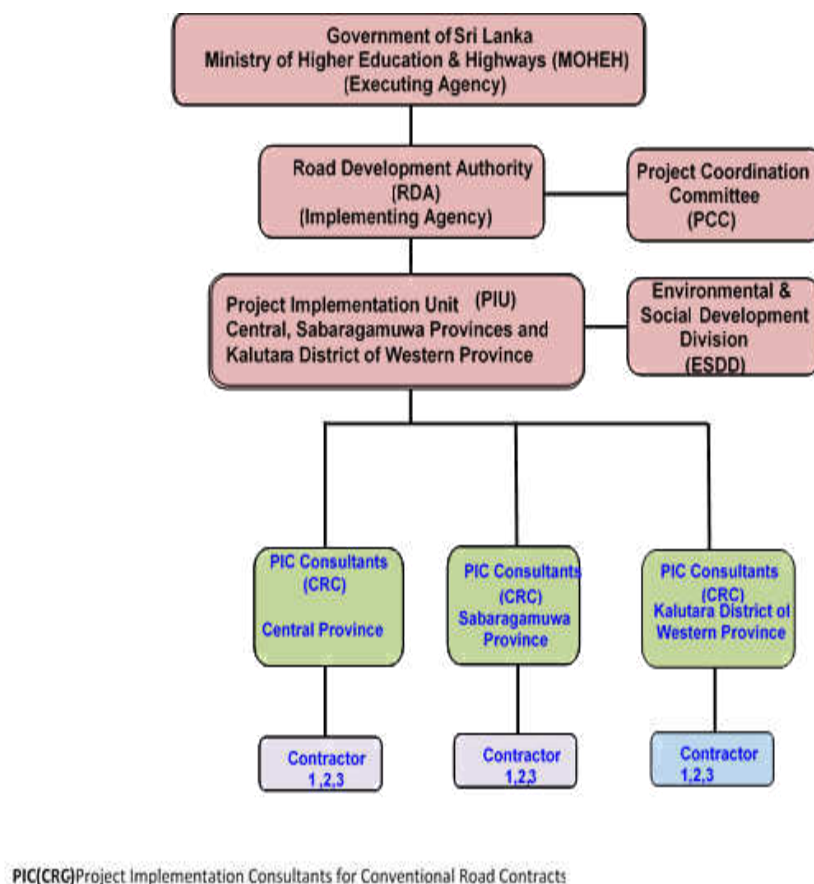 Government of Sri Lanka
Ministry of Higher Education & Highways (MOHEH)
(Executing Agency)
Road Development Authority
(RDA)
(Implementing Agency)
Project Coordination
Committee
(PCC)
Project Implementation Unit (PIU)
Central, Sabaragamuwa Provinces and
Kalutara District of Western Province
Environmental &
Social Development
Division
(ESDD)
PIC Consultants
(CRC)
Central Province
PIC Consultants
(CRC)
Sabaragamuwa
Province
PIC Consultants
(CRC)
Kalutara District of
Western Province
Contractor
1 ,2,3
Contractor
1,2,3
Contractor
1,2,3
PIC(CRC)Project Implementation Consultants for Conventional Road Contracts